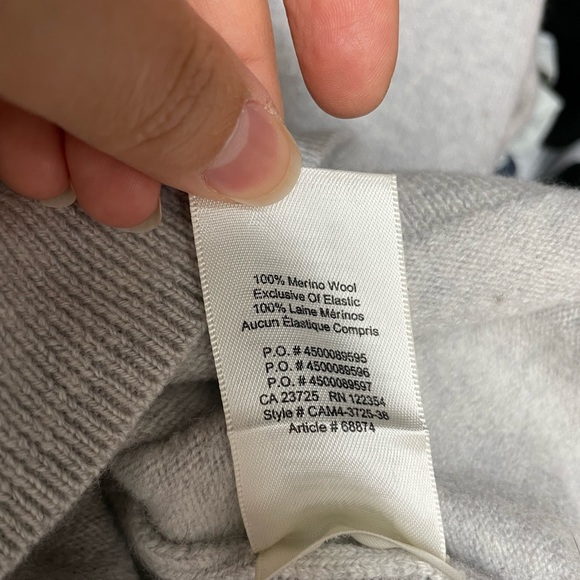 100% Merino Wool
Exclusive Of Elastic
100% Laine Mérinos
Aucun Élastique Compris
P.O. # 4500089595
P.O. # 4500089596
P.O. # 4500089597
CA 23725 RN 122354
Style # CAM4-3725-38
Article # 68874